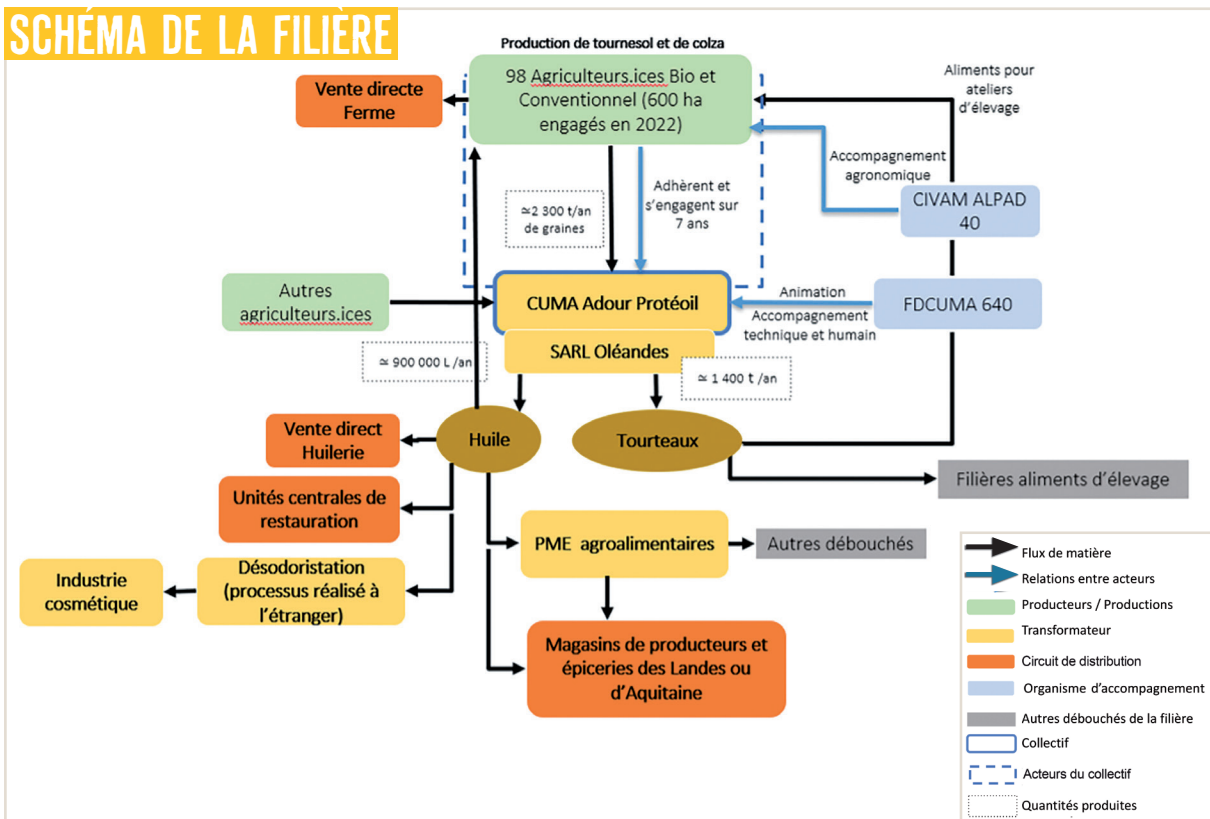 SCHÉMA DE LA FILIÈRE
Production de tournesol et de colza
98 Agriculteurs.ices Bio et
Conventionnel (600 ha
engagés en 2022)
Vente directe
Ferme
Aliments pour
ateliers
d'élevage
Accompagnement
agronomique
CIVAM ALPAD
40
≃2 300 t/an
de graines
Adhèrent et
s'engagent sur
7 ans
Autres
agriculteurs.ices
CUMA Adour Protéoil
Animation
Accompagnement
technique et humain
FDCUMA 640
SARL Oléandes
≃ 900 000 L /an
≃ 1 400 t /an
Vente direct
Huilerie
Huile
Tourteaux
Filières aliments d'élevage
Unités centrales de
restauration
PME agroalimentaires
Autres débouchés
Industrie
cosmétique
Désodoristation
(processus réalisé à
l'étranger)
Magasins de producteurs et
épiceries des Landes ou
d'Aquitaine
Flux de matière
Relations entre acteurs
Producteurs / Productions
Transformateur
Circuit de distribution
Organisme d'accompagnement
Autres débouchés de la filière
Collectif
Acteurs du collectif
Quantités produites